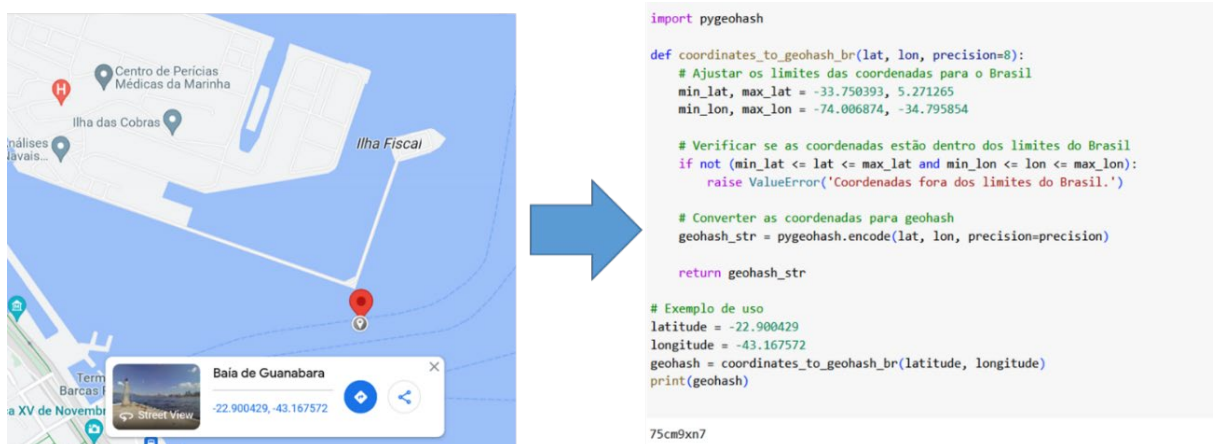 Centro de Perícias
Médicas da Marinha
H
Ilha das Cobras
nálises
Navais...
Ilha Fiscal
Term
Barcas
a XV de Novembr
Street View
Baía de Guanabara
-22.900429, -43.167572
import pygeohash
def coordinates_to_geohash_br(lat, lon, precision=8):
# Ajustar os limites das coordenadas para o Brasil
min_lat, max_lat = -33.750393, 5.271265
min_lon, max_lon = -74.006874, -34.795854
# Verificar se as coordenadas estão dentro dos limites do Brasil
if not (min_lat <= lat <= max_lat and min_lon <= lon <= max_lon):
raise ValueError('Coordenadas fora dos limites do Brasil.')
# Converter as coordenadas para geohash
geohash_str = pygeohash.encode(lat, lon, precision=precision)
return geohash_str
# Exemplo de uso
latitude = -22.900429
longitude = -43.167572
geohash = coordinates_to_geohash_br(latitude, longitude)
print(geohash)
75cm9xn7